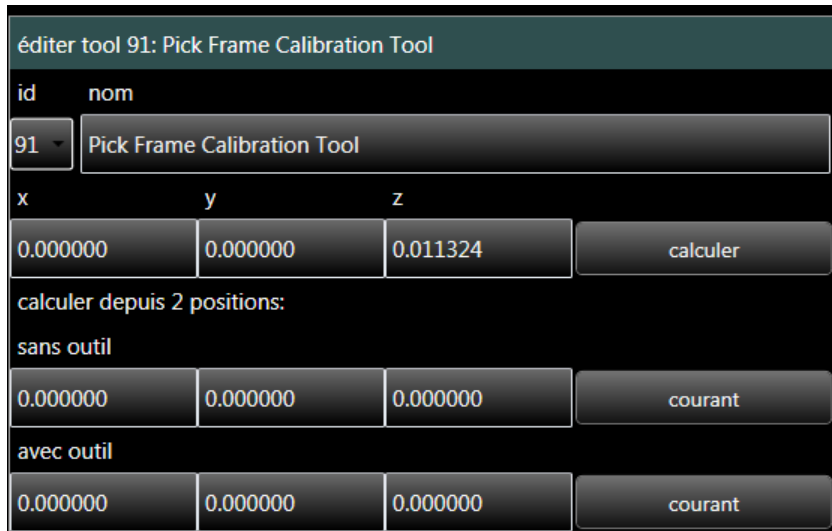 éditer tool 91: Pick Frame Calibration Tool
id nom
91 Pick Frame Calibration Tool
x y z
0.000000 0.000000 0.011324 calculer
calculer depuis 2 positions:
sans outil
0.000000 0.000000 0.000000 courant
avec outil
0.000000 0.000000 0.000000 courant